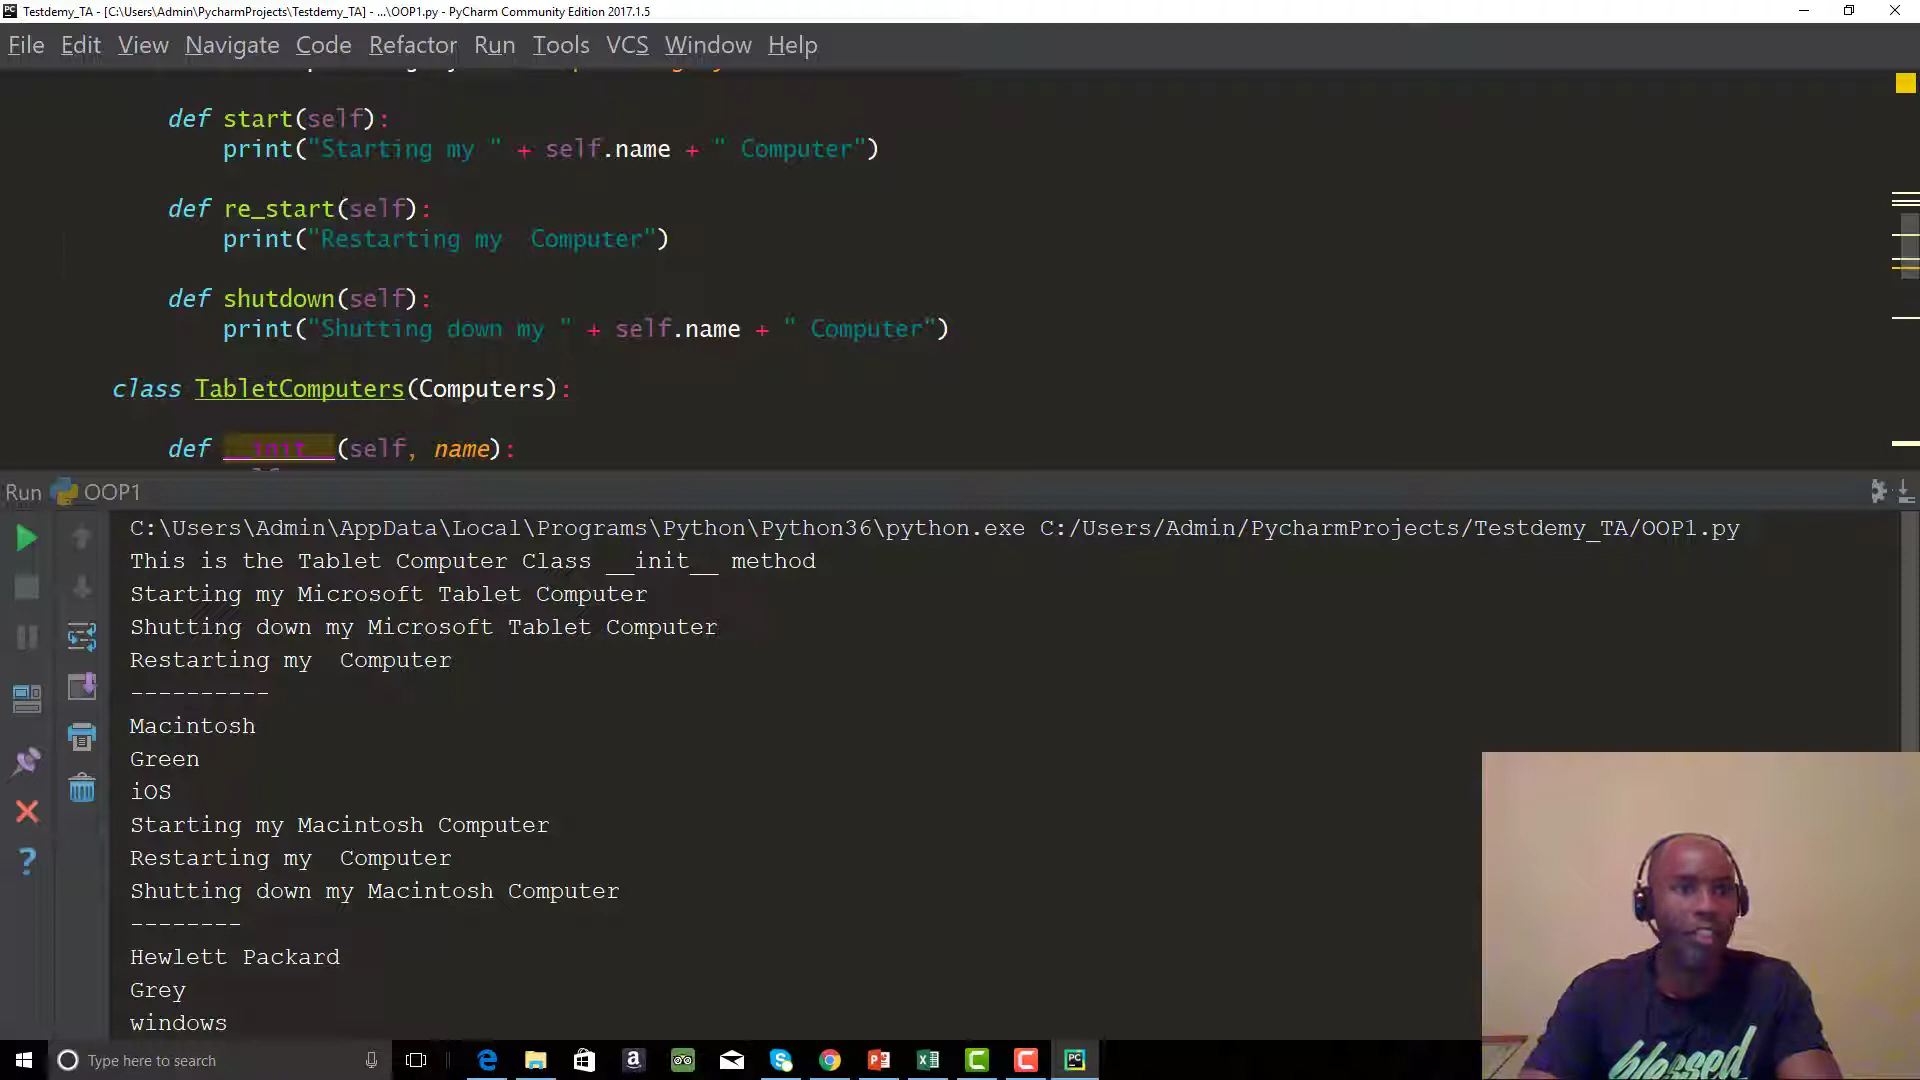 Testdemy_TA - [C:\Users\Admin\PycharmProjects\Testdemy_TA] - ...\OOP1.py - PyCharm Community Edition 2017.1.5
File Edit View Navigate Code Refactor Run Tools VCS Window Help
def start(self):
print("Starting my " + self.name + " Computer")
def re_start(self):
print("Restarting my  Computer")
def shutdown(self):
print("Shutting down my " + self.name + " Computer")
class TabletComputers(Computers):
def __init__(self, name):
Run OOP1
C:\Users\Admin\AppData\Local\Programs\Python\Python36\python.exe C:/Users/Admin/PycharmProjects/Testdemy_TA/OOP1.py
This is the Tablet Computer Class __init__ method
Starting my Microsoft Tablet Computer
Shutting down my Microsoft Tablet Computer
Restarting my  Computer
----------
Macintosh
Green
iOS
Starting my Macintosh Computer
Restarting my  Computer
Shutting down my Macintosh Computer
--------
Hewlett Packard
Grey
windows
blessed
Type here to search